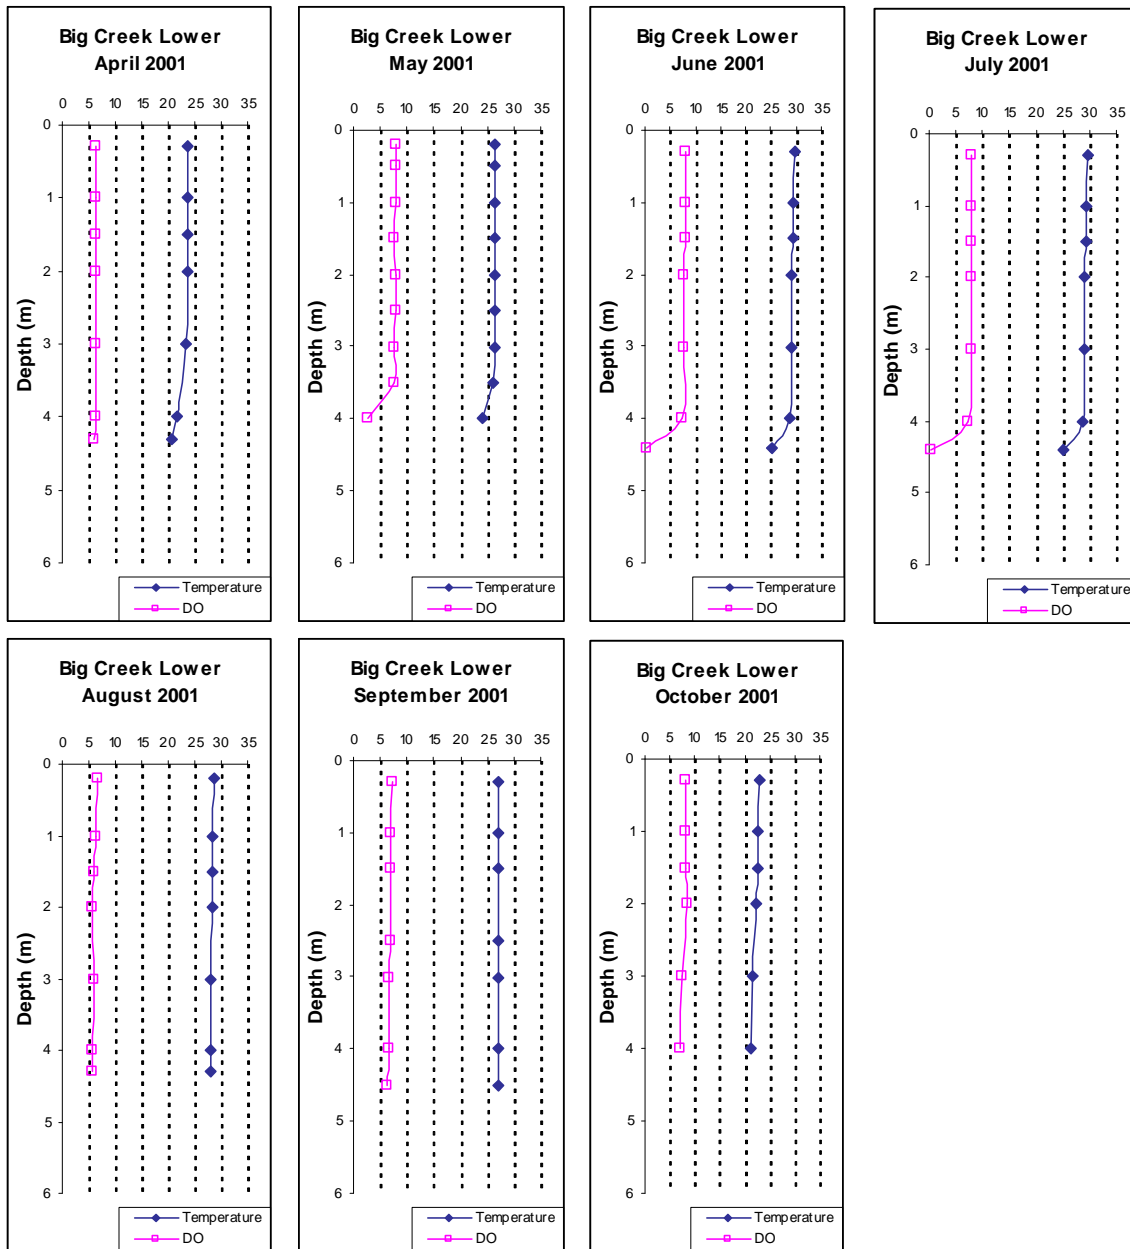 Big Creek Lower
April 2001
0 5 10 15 20 25 30 35
0
1
2
3
4
5
6
Depth (m)
Temperature
DO
Big Creek Lower
May 2001
0 5 10 15 20 25 30 35
0
1
2
3
4
5
6
Depth (m)
Temperature
DO
Big Creek Lower
June 2001
0 5 10 15 20 25 30 35
0
1
2
3
4
5
6
Depth (m)
Temperature
DO
Big Creek Lower
July 2001
0 5 10 15 20 25 30 35
0
1
2
3
4
5
6
Depth (m)
Temperature
DO
Big Creek Lower
August 2001
0 5 10 15 20 25 30 35
0
1
2
3
4
5
6
Depth (m)
Temperature
DO
Big Creek Lower
September 2001
0 5 10 15 20 25 30 35
0
1
2
3
4
5
6
Depth (m)
Temperature
DO
Big Creek Lower
October 2001
0 5 10 15 20 25 30 35
0
1
2
3
4
5
6
Depth (m)
Temperature
DO